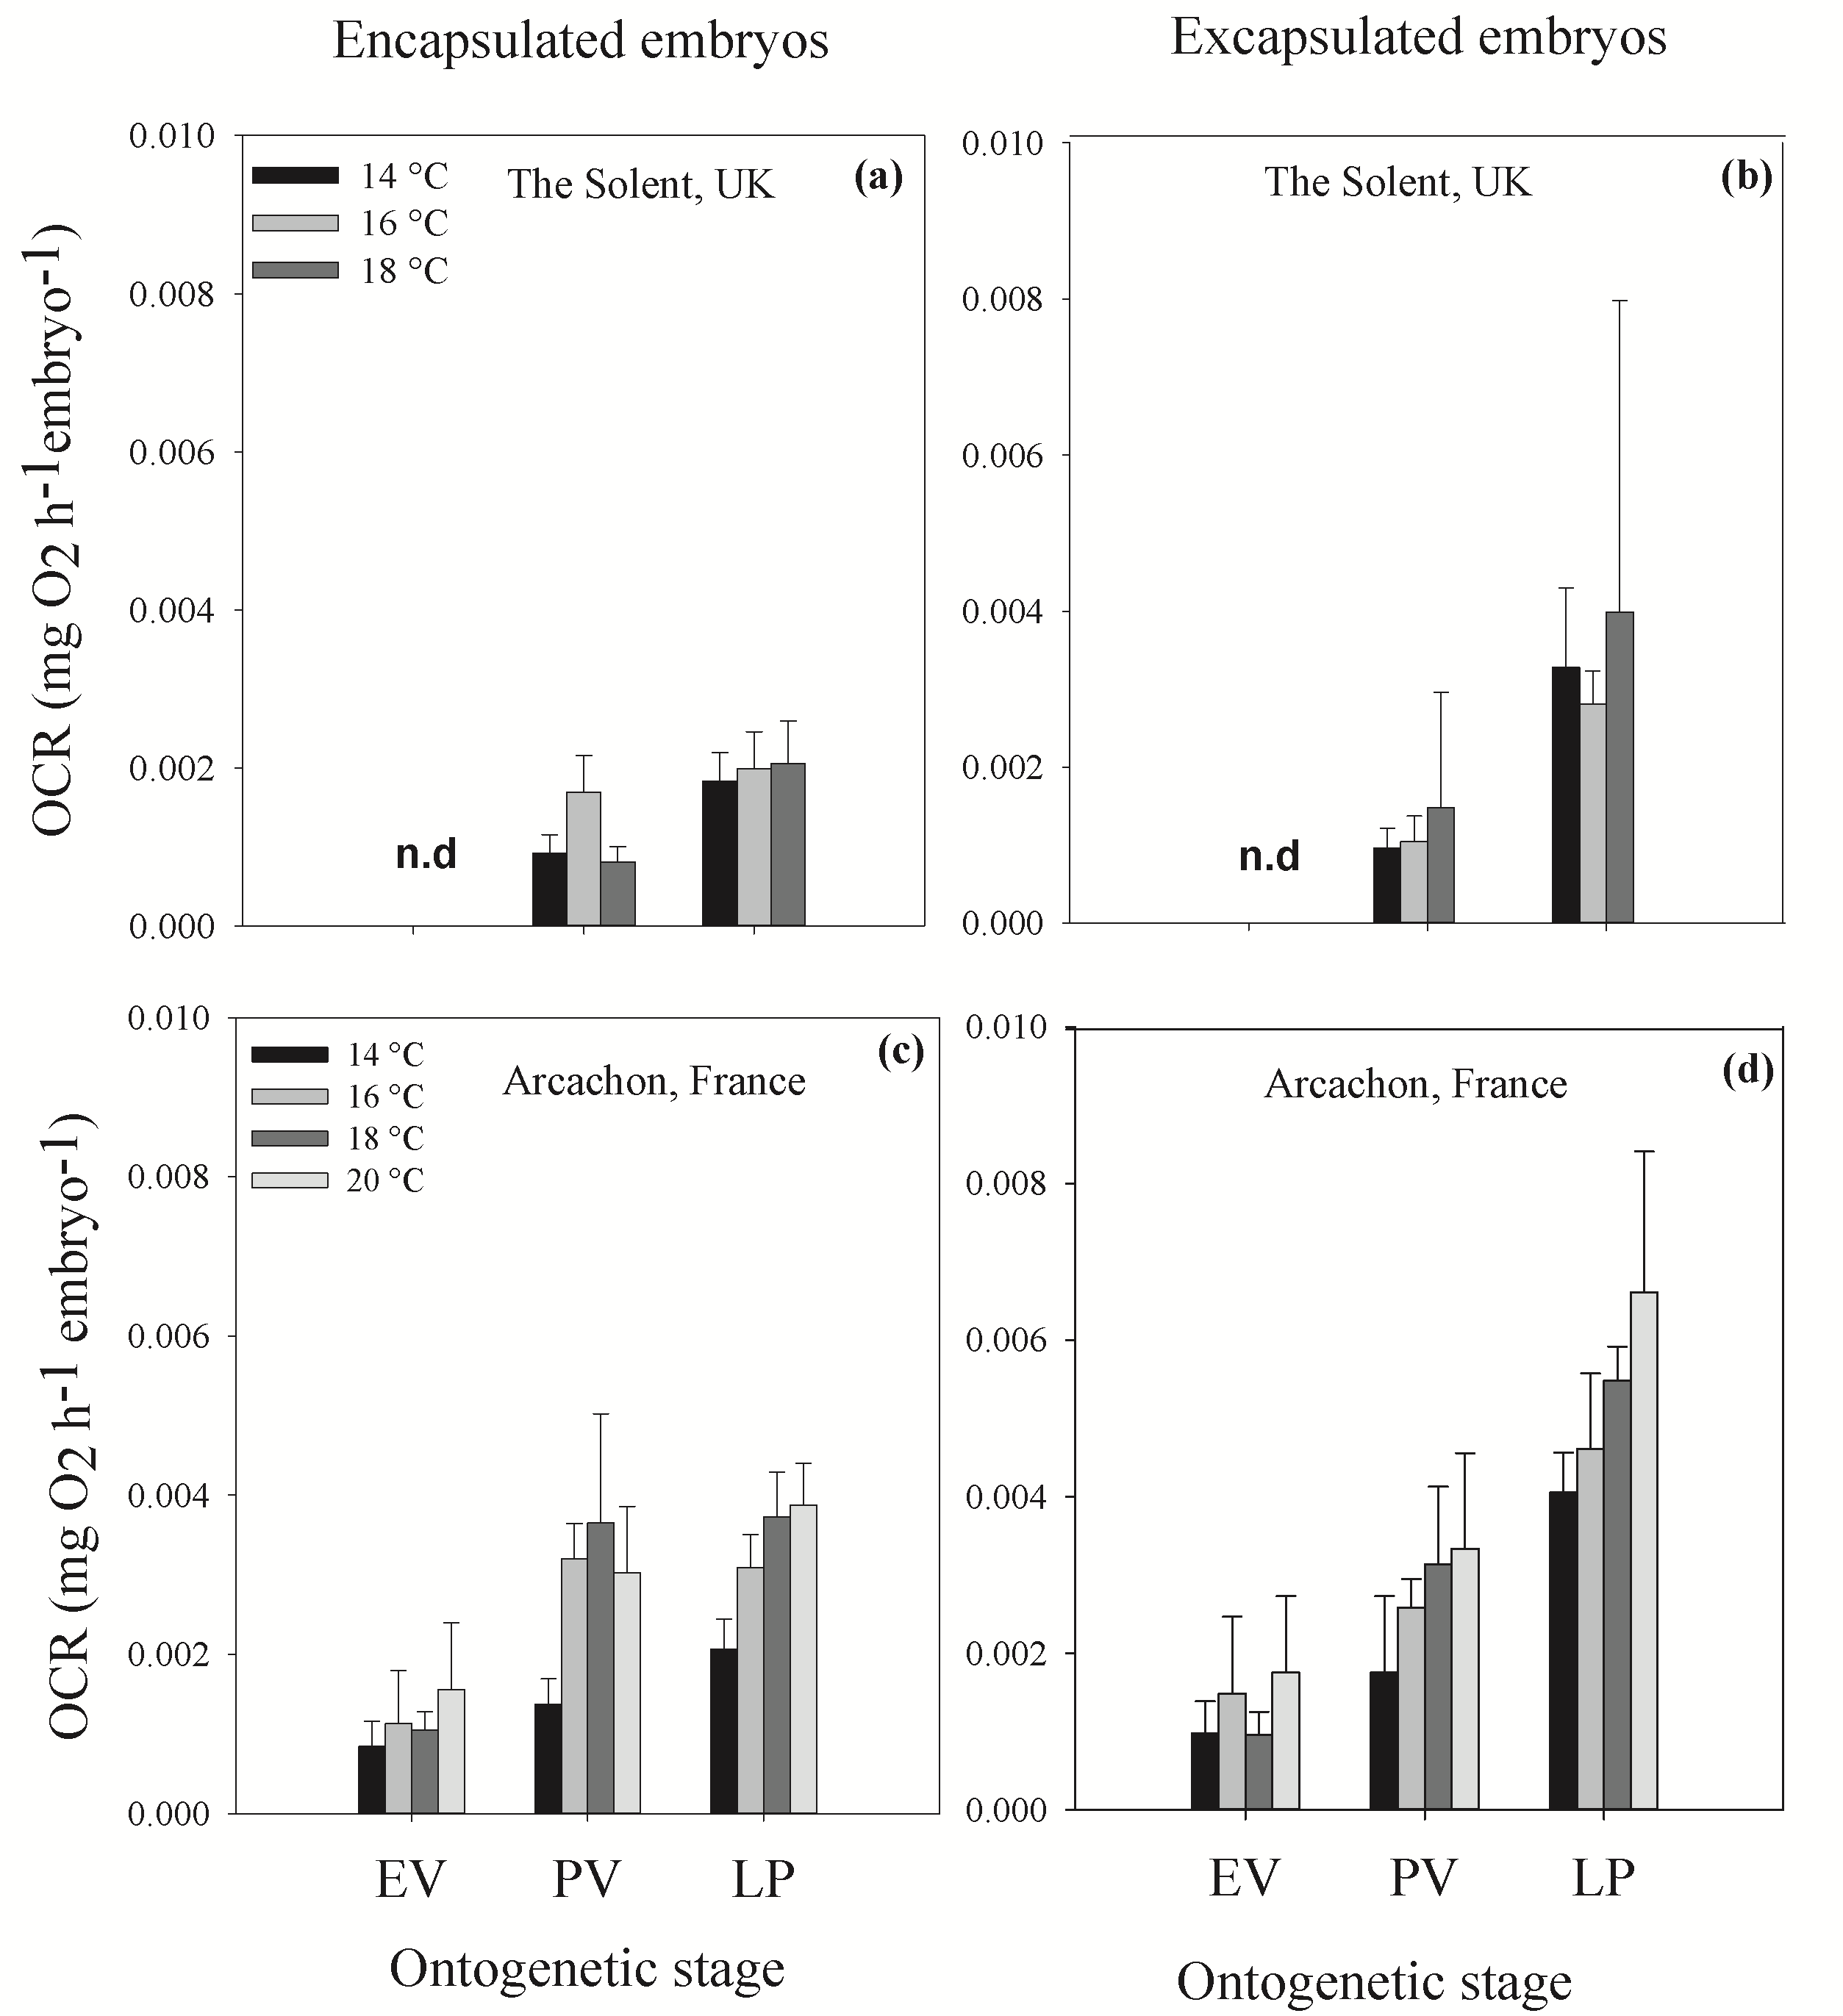 Encapsulated embryos
Excapsulated embryos
OCR (mg O2 h-1embryo-1)
0.010
0.008
0.006
0.004
0.002
0.000
14 °C
16 °C
18 °C
The Solent, UK
(a)
n.d
0.010
0.008
0.006
0.004
0.002
0.000
The Solent, UK
(b)
n.d
OCR (mg O2 h-1 embryo-1)
0.010
0.008
0.006
0.004
0.002
0.000
14 °C
16 °C
18 °C
20 °C
Arcachon, France
(c)
EV PV LP
Ontogenetic stage
0.010
0.008
0.006
0.004
0.002
0.000
Arcachon, France
(d)
EV PV LP
Ontogenetic stage